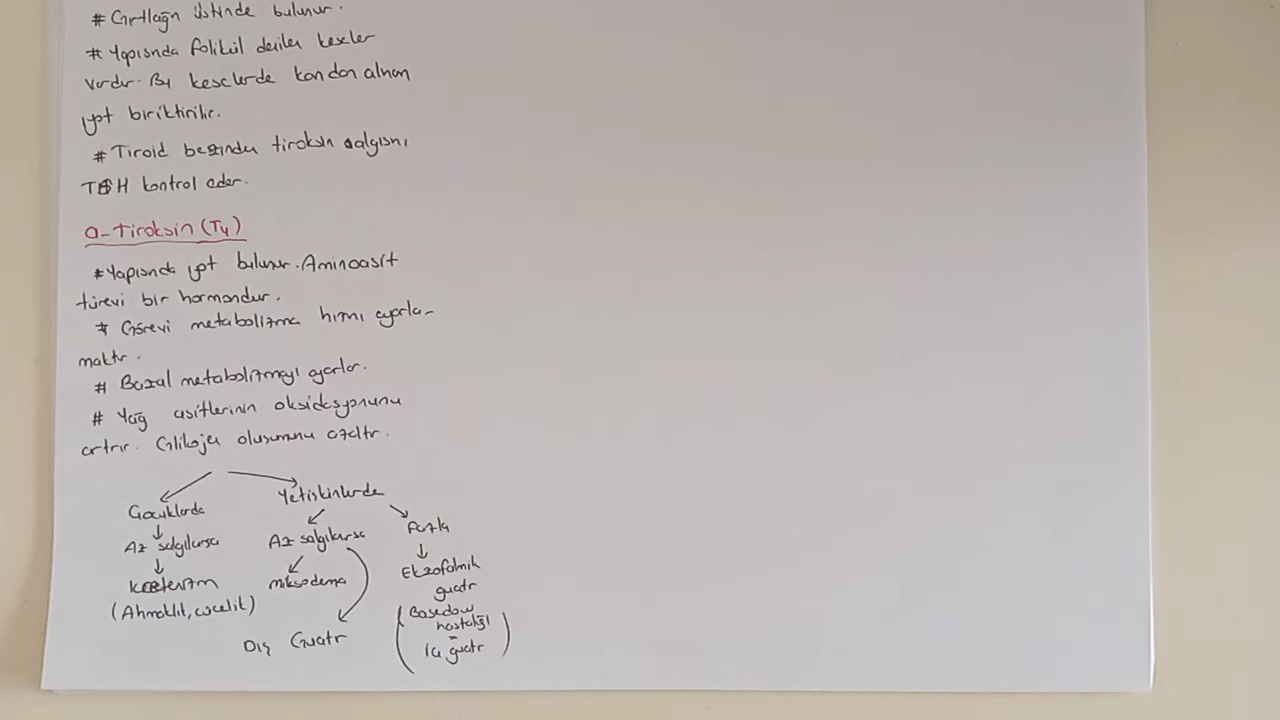 # Gırtlağın üstünde bulunur.
# Yapısında folikül denilen keseler
vardır. Bu keselerde kandan alınan
iyot biriktirilir.
# Tiroid bezinden tiroksin salgısını
TSH kontrol eder.
a- Tiroksin (T4)
# Yapısında iyot bulunur. Aminoasit
türevi bir hormondur.
# Görevi metabolizma hızını ayarla-
maktır.
# Bazal metabolizmayı ayarlar.
# Yağ asitlerinin oksidasyonunu
artırır. Glikojen oluşumunu azaltır.
Çocuklarda
Yetişkinlerde
Az salgılarsa
Az salgılarsa
Fazla
Kretenizm
(Ahmaklık, cücelik)
miksodema
Dış Guatr
Ekzoftalmik
guatr
(Basedow
hastalığı
=
İç guatr)